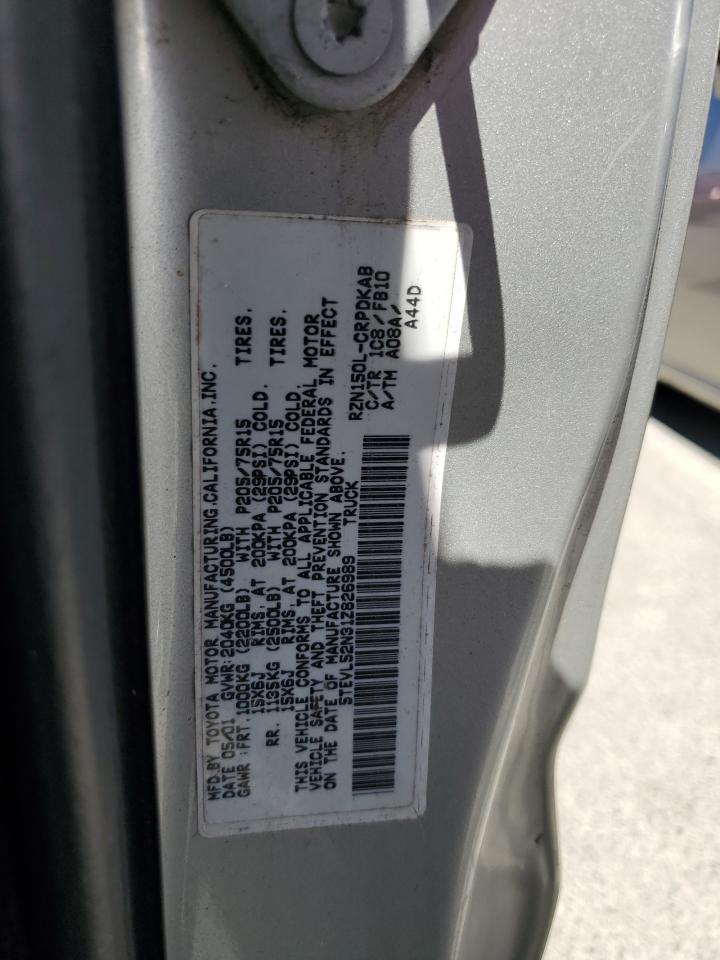 MFD.BY TOYOTA MOTOR MANUFACTURING,CALIFORNIA,INC.
DATE 05/01 GVWR:2040KG (4500LB)
GAWR :FRT.1000KG (2200LB) WITH P205/75R15 TIRES.
15X6J RIMS, AT 200KPA (29PSI) COLD.
RR. 1135KG (2500LB) WITH P205/75R15 TIRES.
15X6J RIMS, AT 200KPA (29PSI) COLD.
THIS VEHICLE CONFORMS TO ALL APPLICABLE FEDERAL MOTOR
VEHICLE SAFETY AND THEFT PREVENTION STANDARDS IN EFFECT
ON THE DATE OF MANUFACTURE SHOWN ABOVE.
5TEVL52N31Z826989 TRUCK
RZN150L-CRPDKAB
C/TR 1C8/FB10
A/TM A08A/
A44D